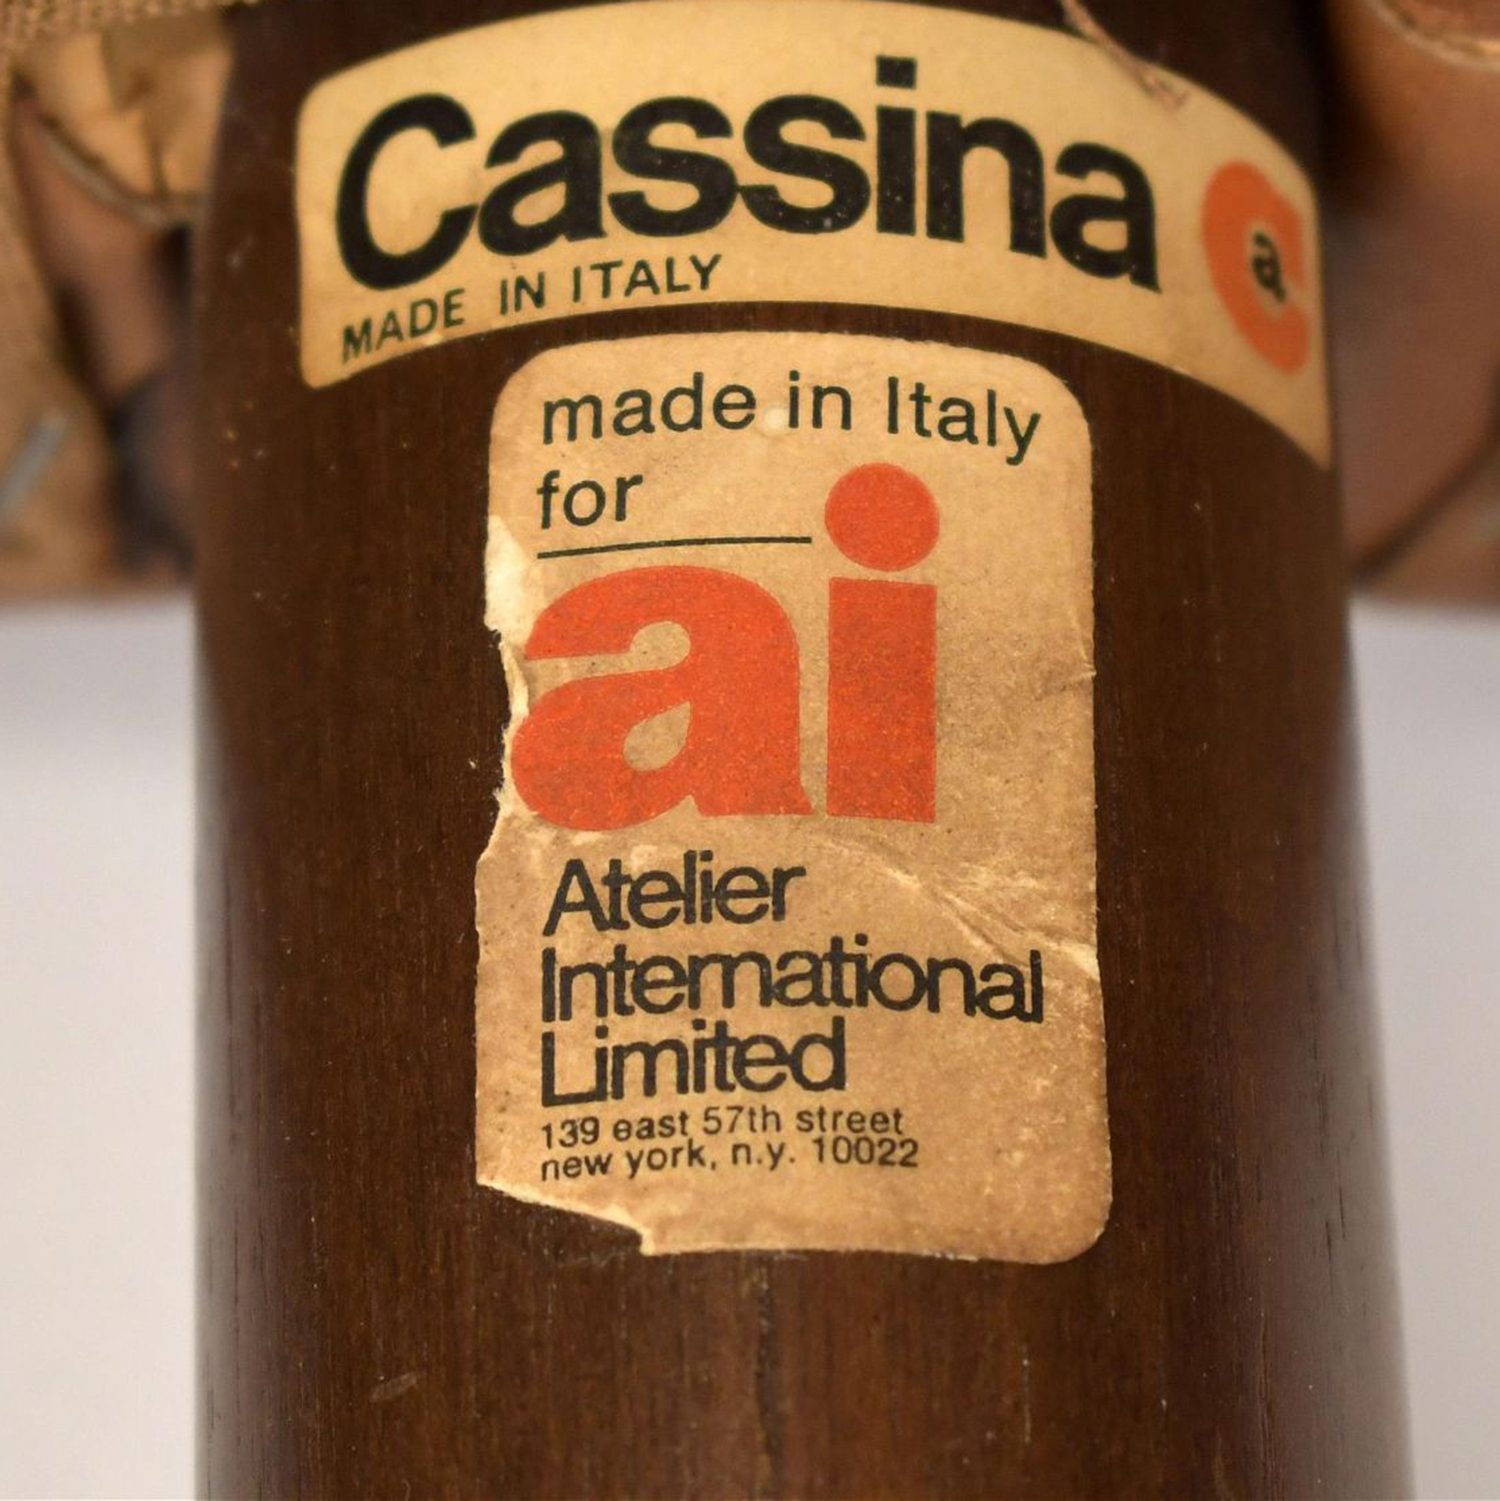 Cassina
MADE IN ITALY
a
made in Italy
for
ai
Atelier
International
Limited
139 east 57th street
new york, n.y. 10022